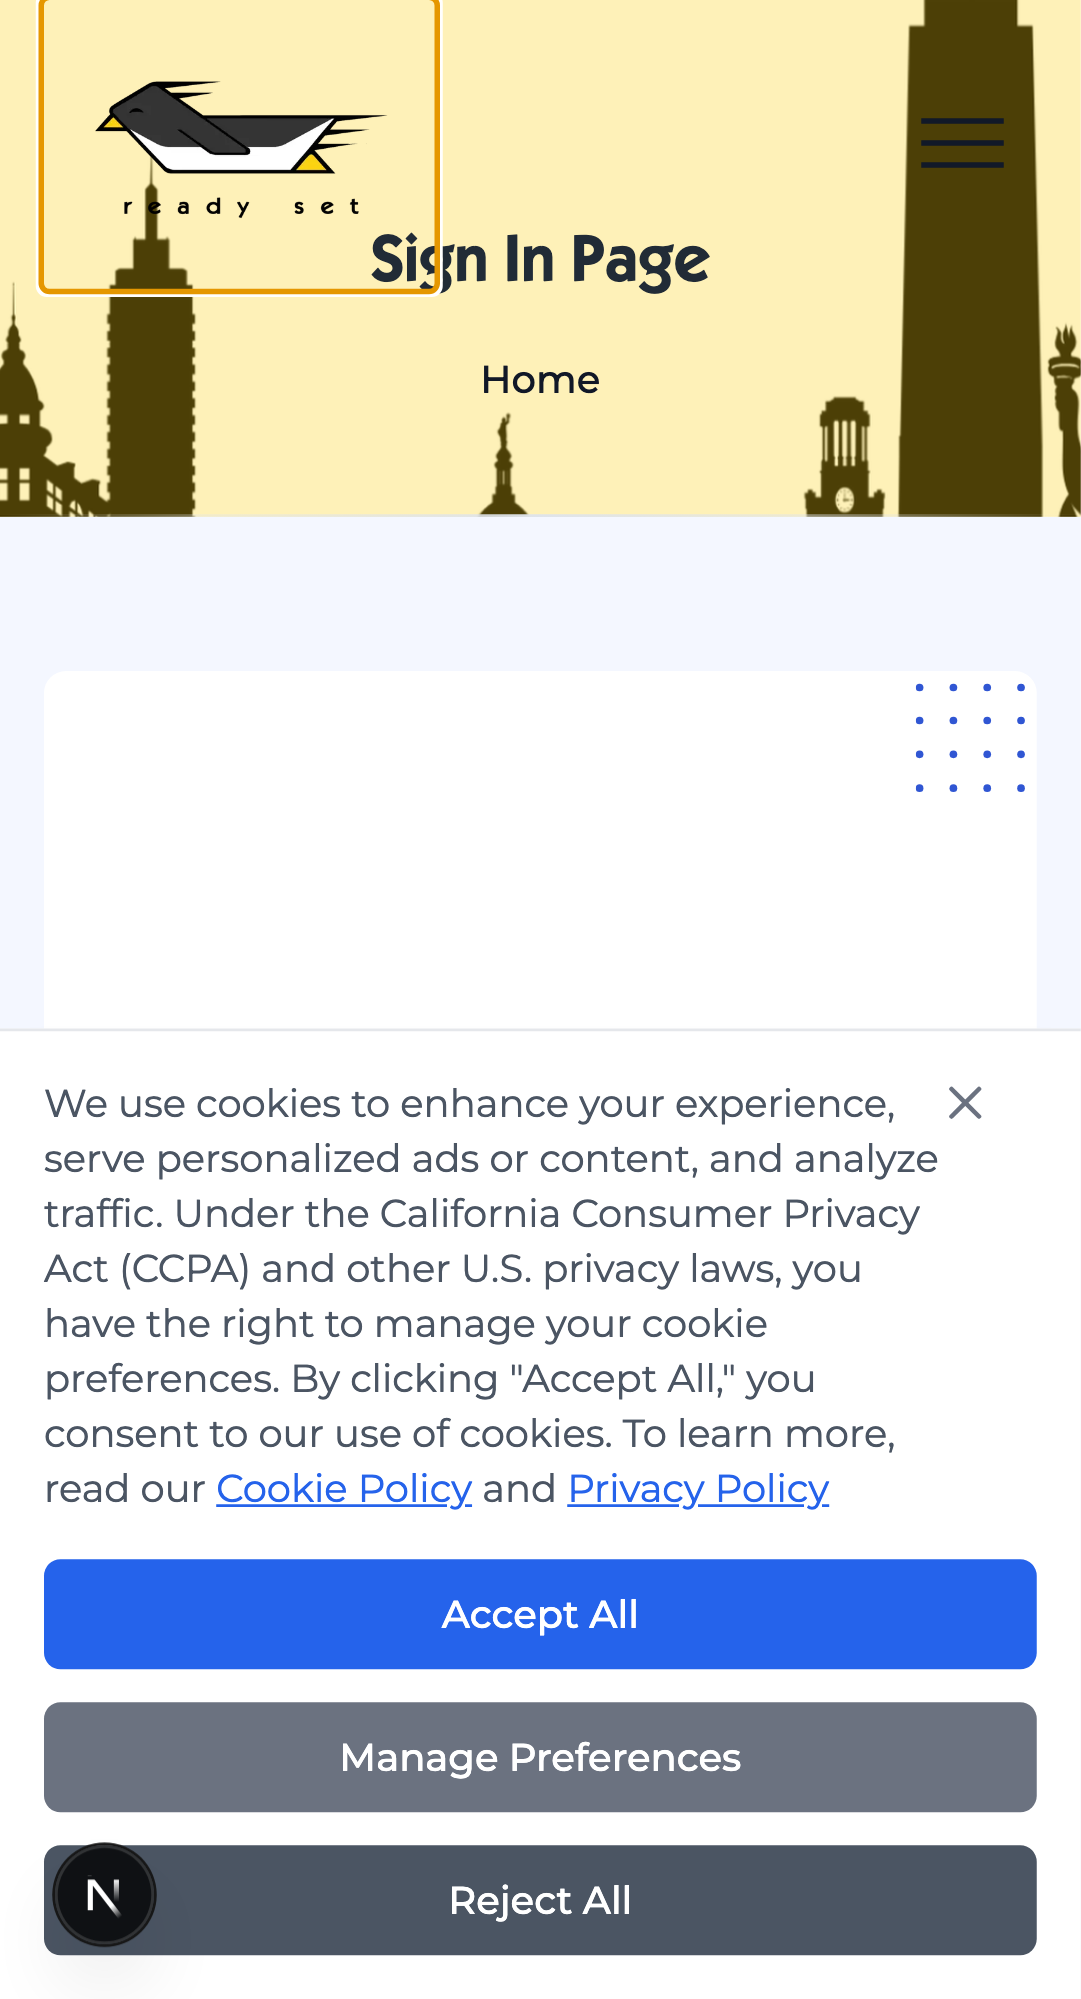 ready set
Sign In Page
Home
We use cookies to enhance your experience,
serve personalized ads or content, and analyze
traffic. Under the California Consumer Privacy
Act (CCPA) and other U.S. privacy laws, you
have the right to manage your cookie
preferences. By clicking "Accept All," you
consent to our use of cookies. To learn more,
read our Cookie Policy and Privacy Policy
Accept All
Manage Preferences
N
Reject All